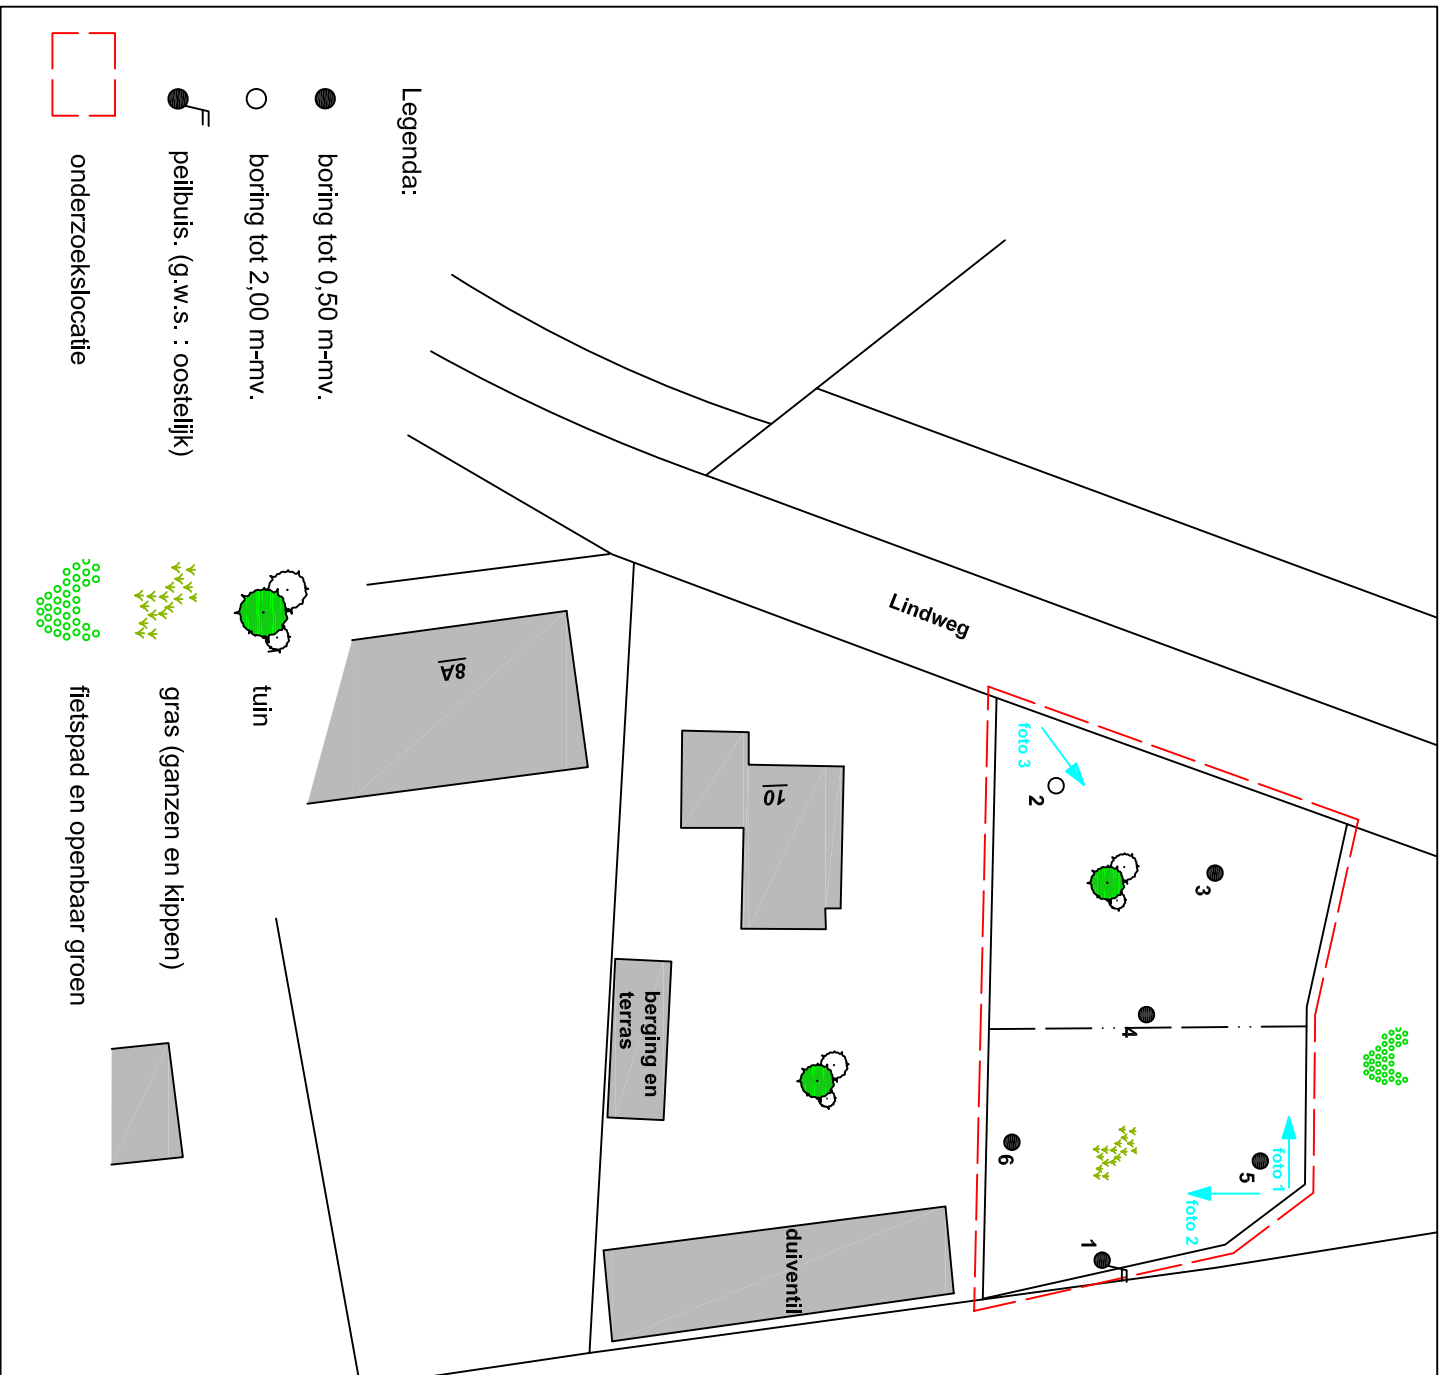 Legenda:
boring tot 0,50 m-mv.
boring tot 2,00 m-mv.
peilbuis. (g.w.s. : oostelijk)
onderzoekslocatie
tuin
gras (ganzen en kippen)
fietspad en openbaar groen
Lindweg
8A
10
berging en
terras
duiventil
foto 3
2
3
4
6
5
foto 1
foto 2
1